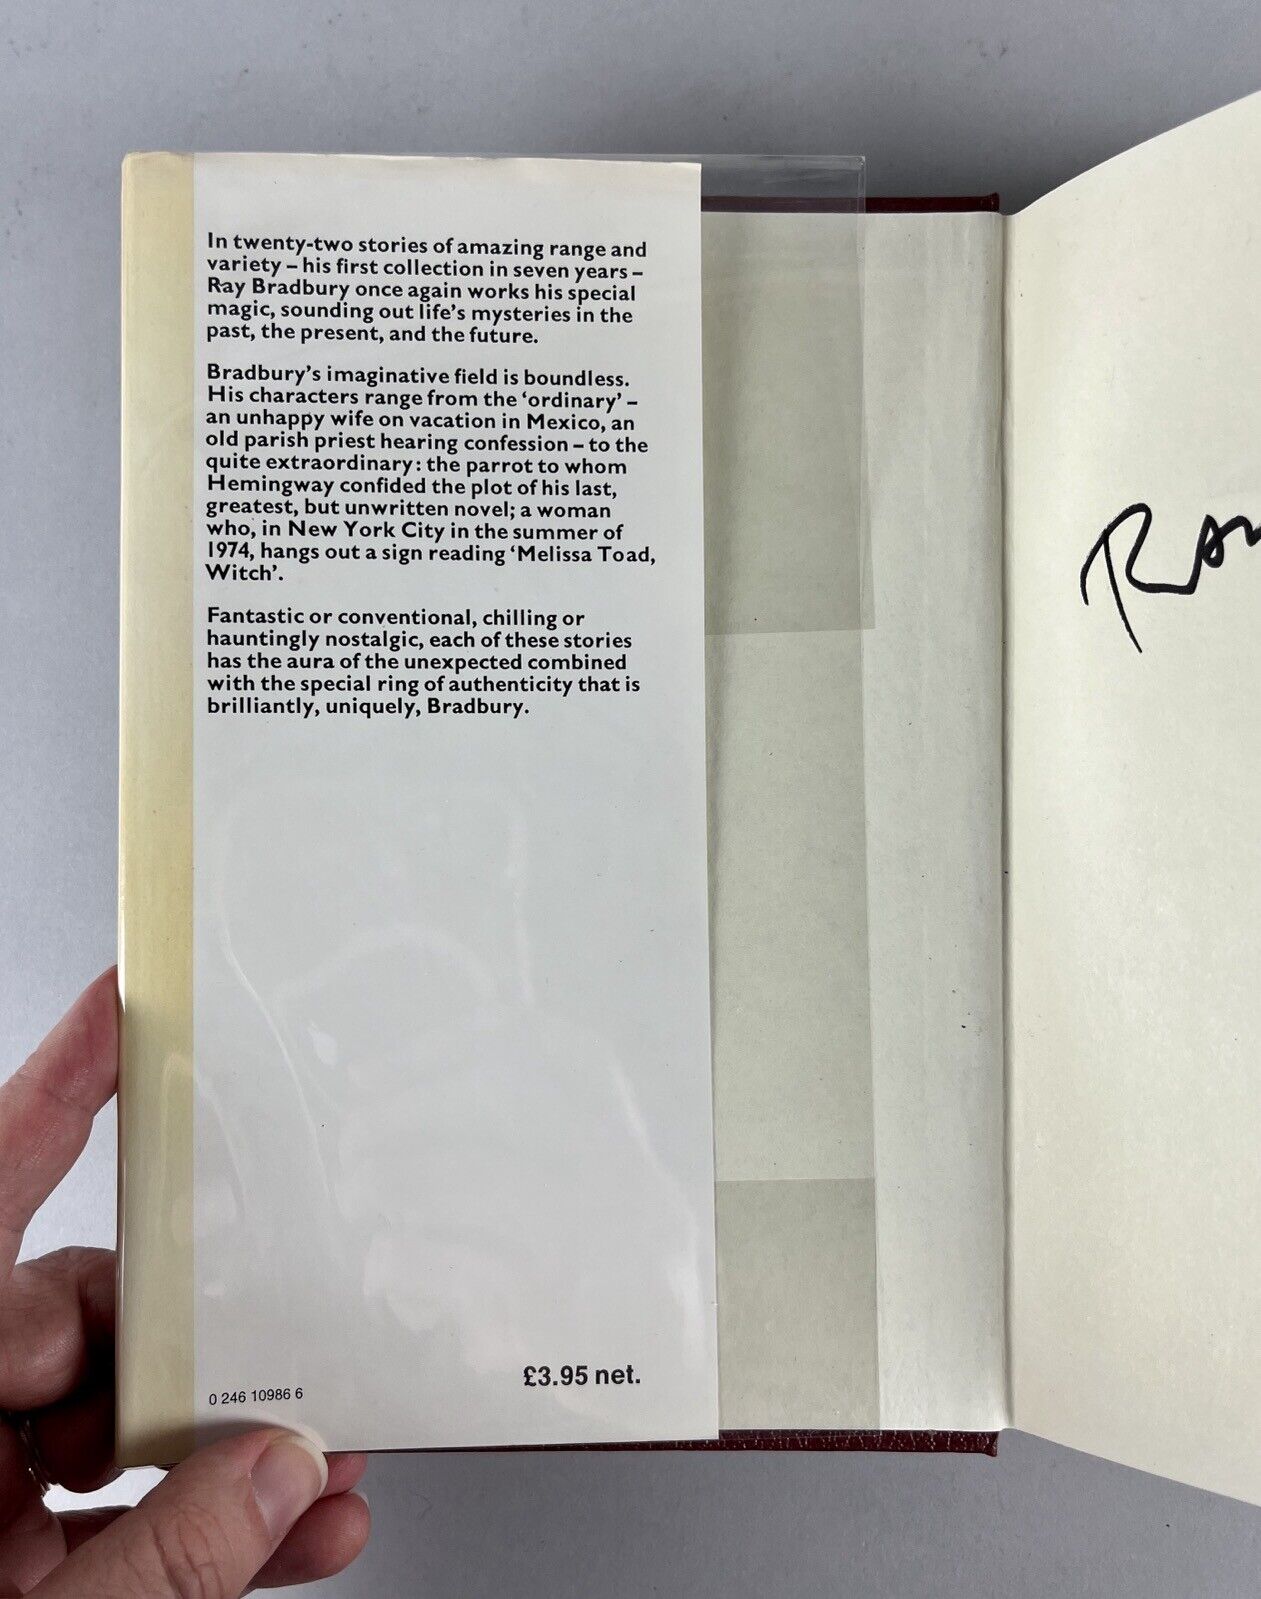 In twenty-two stories of amazing range and
variety – his first collection in seven years –
Ray Bradbury once again works his special
magic, sounding out life's mysteries in the
past, the present, and the future.
Bradbury's imaginative field is boundless.
His characters range from the 'ordinary' –
an unhappy wife on vacation in Mexico, an
old parish priest hearing confession – to the
quite extraordinary: the parrot to whom
Hemingway confided the plot of his last,
greatest, but unwritten novel; a woman
who, in New York City in the summer of
1974, hangs out a sign reading 'Melissa Toad,
Witch'.
Fantastic or conventional, chilling or
hauntingly nostalgic, each of these stories
has the aura of the unexpected combined
with the special ring of authenticity that is
brilliantly, uniquely, Bradbury.
£3.95 net.
0 246 10986 6